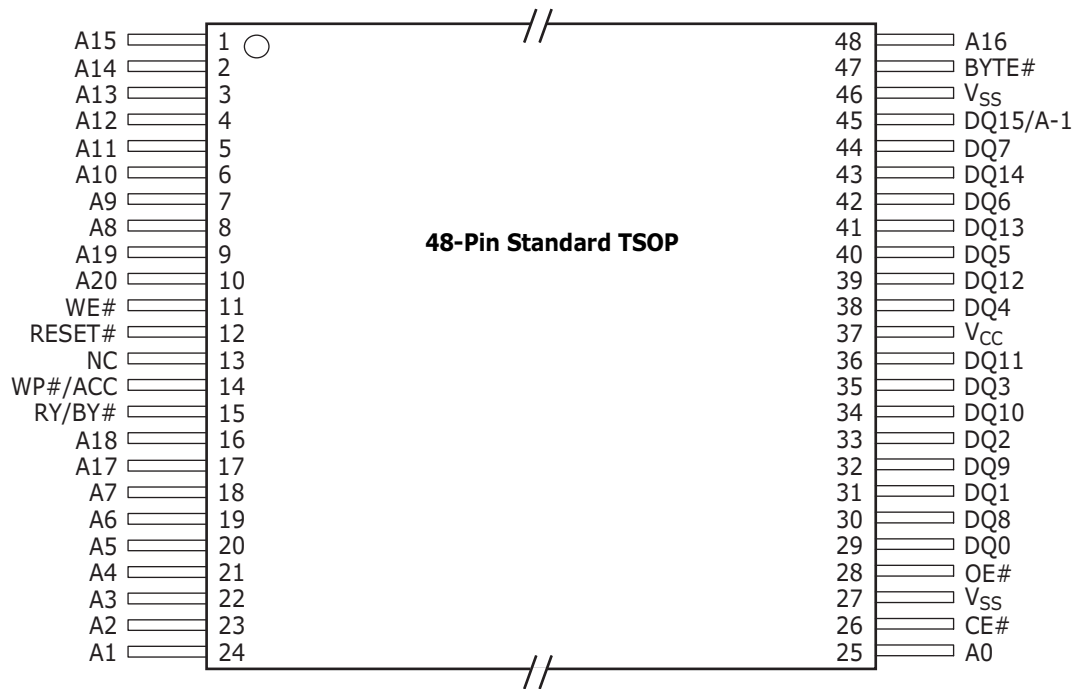 A15 1 48 A16
A14 2 47 BYTE#
A13 3 46 VSS
A12 4 45 DQ15/A-1
A11 5 44 DQ7
A10 6 43 DQ14
A9 7 42 DQ6
A8 8 41 DQ13
48-Pin Standard TSOP
A19 9 40 DQ5
A20 10 39 DQ12
WE# 11 38 DQ4
RESET# 12 37 VCC
NC 13 36 DQ11
WP#/ACC 14 35 DQ3
RY/BY# 15 34 DQ10
A18 16 33 DQ2
A17 17 32 DQ9
A7 18 31 DQ1
A6 19 30 DQ8
A5 20 29 DQ0
A4 21 28 OE#
A3 22 27 VSS
A2 23 26 CE#
A1 24 25 A0